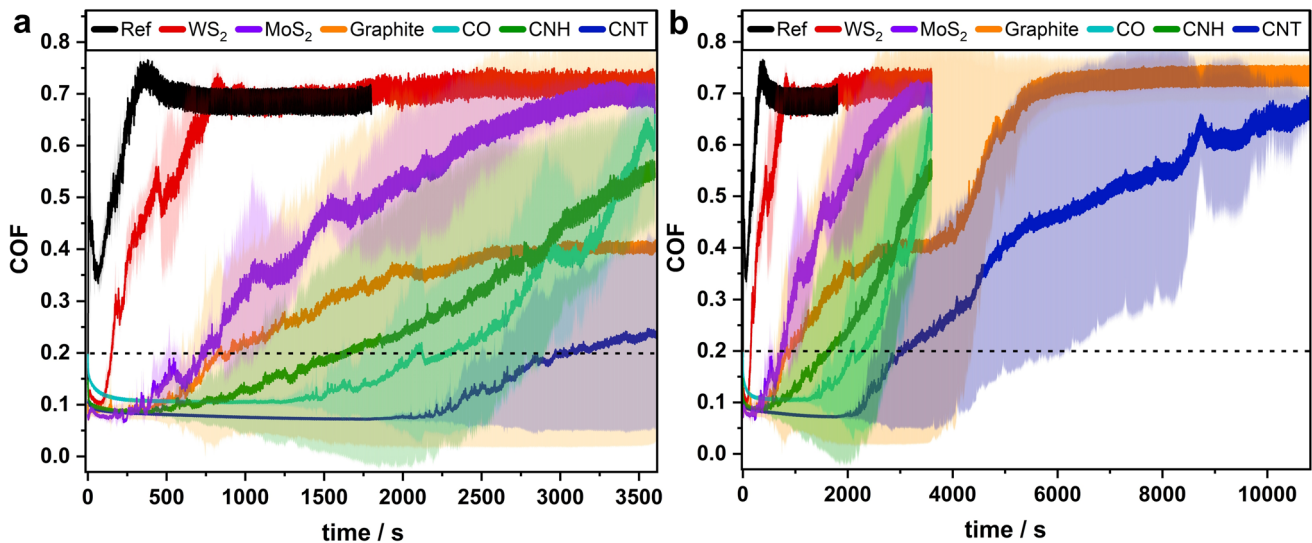 a
Ref WS₂ MoS₂ Graphite CO CNH CNT
0.8
0.7
0.6
0.5
0.4
0.3
0.2
0.1
0.0
COF
0 500 1000 1500 2000 2500 3000 3500
time / s
b
Ref WS₂ MoS₂ Graphite CO CNH CNT
0.8
0.7
0.6
0.5
0.4
0.3
0.2
0.1
0.0
COF
0 2000 4000 6000 8000 10000
time / s